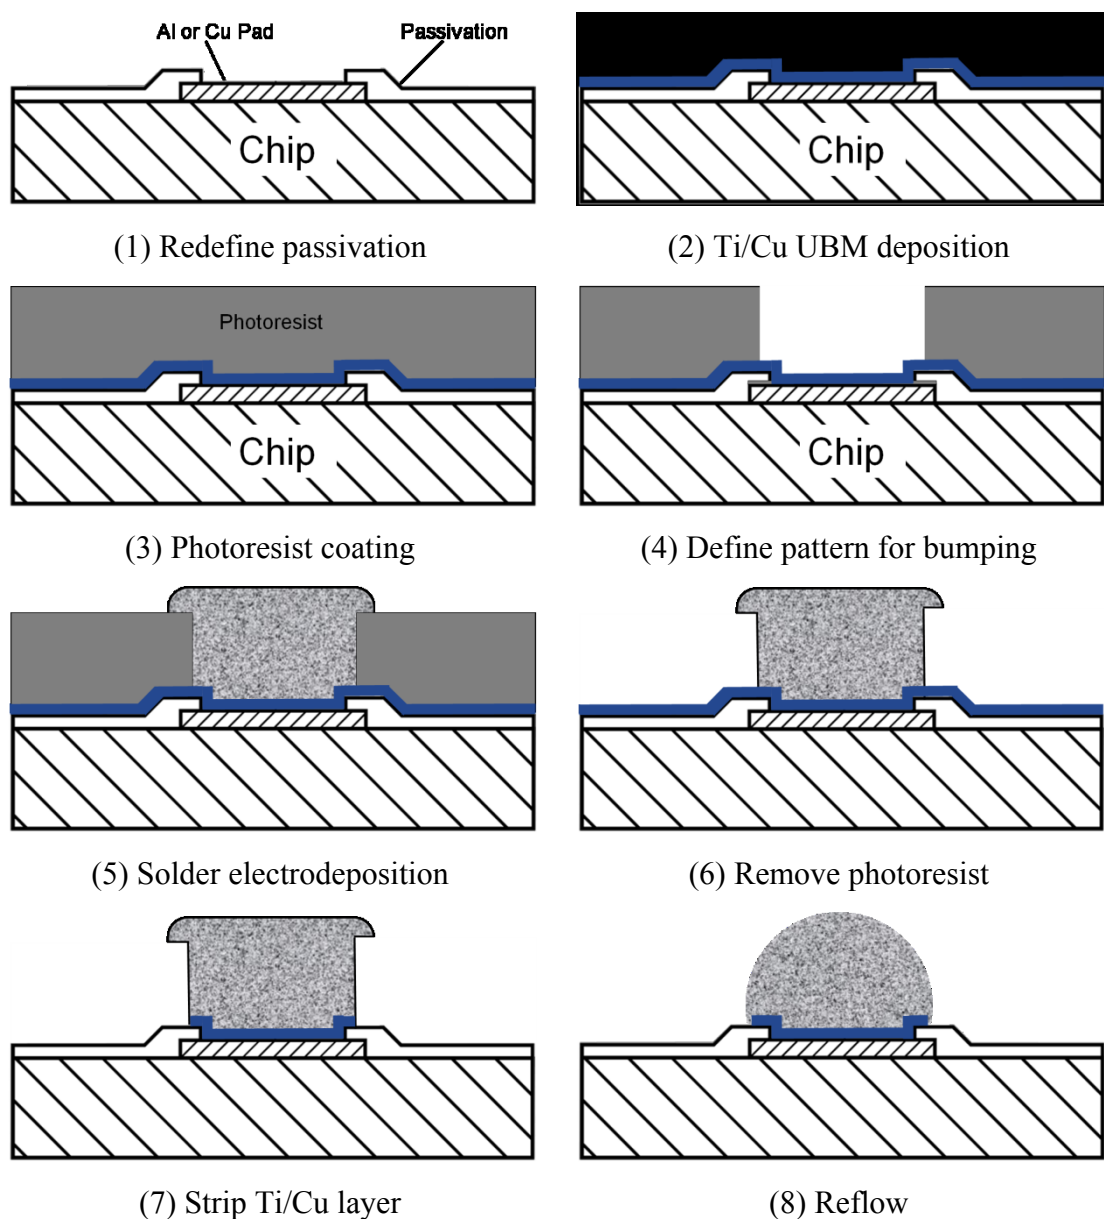 Al or Cu Pad
Passivation
Chip
Chip
(1) Redefine passivation
(2) Ti/Cu UBM deposition
Photoresist
Chip
Chip
(3) Photoresist coating
(4) Define pattern for bumping
(5) Solder electrodeposition
(6) Remove photoresist
(7) Strip Ti/Cu layer
(8) Reflow